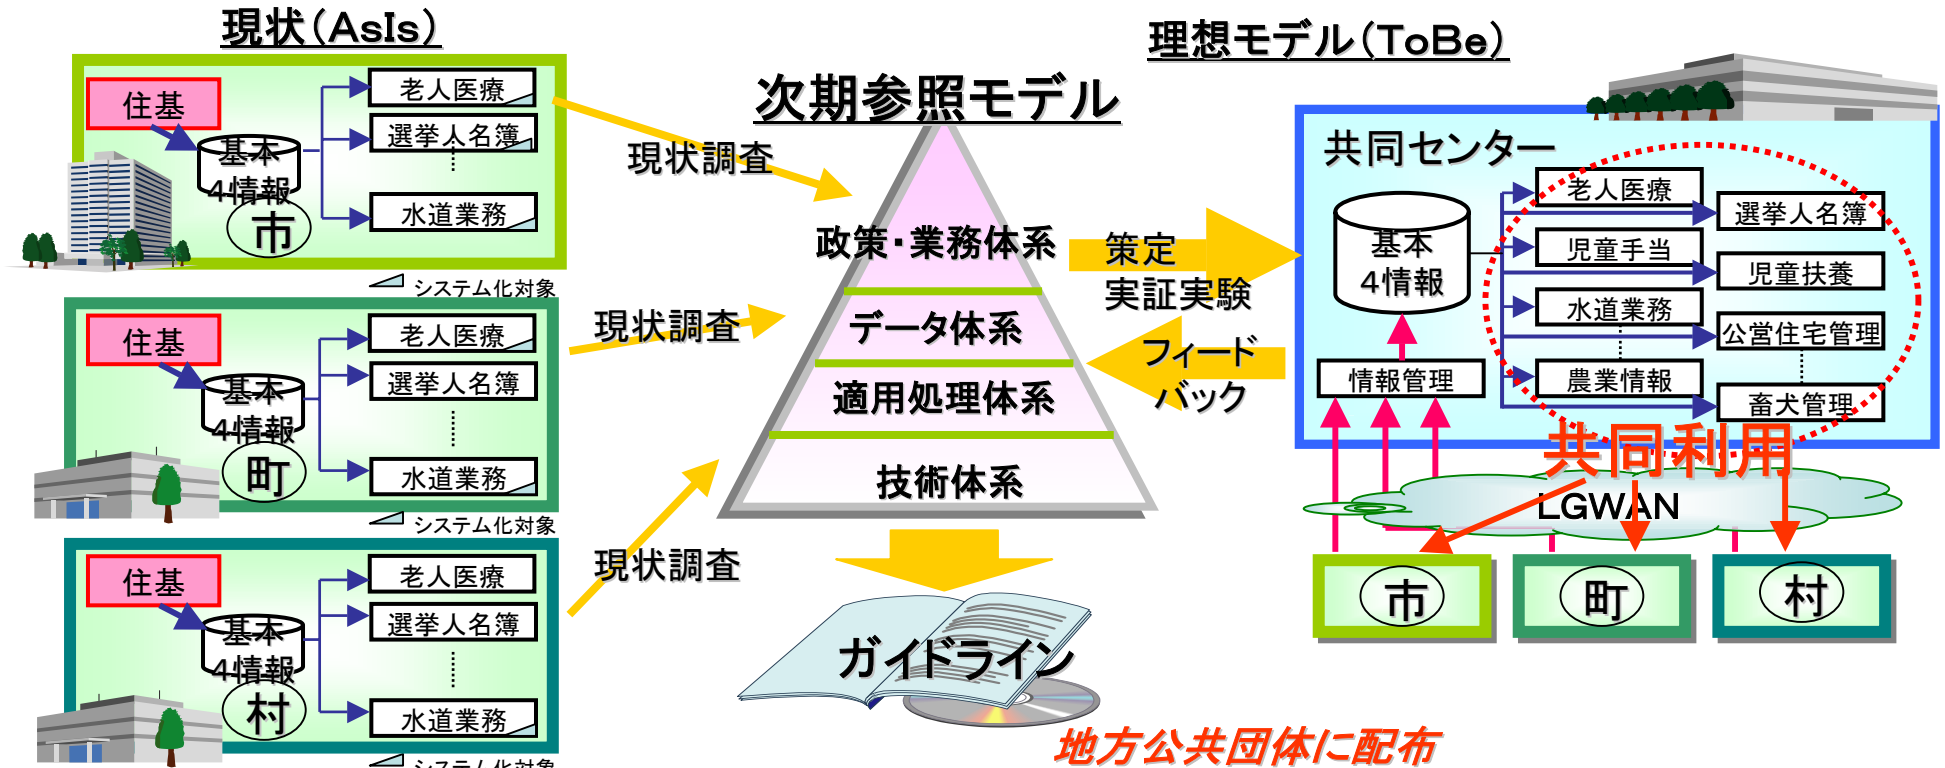 現状(AsIs)
住基
基本
4情報
市
老人医療
選挙人名簿
水道業務
システム化対象
住基
基本
4情報
町
老人医療
選挙人名簿
水道業務
システム化対象
住基
基本
4情報
村
老人医療
選挙人名簿
水道業務
システム化対象
現状調査
現状調査
現状調査
次期参照モデル
政策・業務体系
データ体系
適用処理体系
技術体系
ガイドライン
地方公共団体に配布
策定
実証実験
フィード
バック
理想モデル(ToBe)
共同センター
基本
4情報
情報管理
老人医療
選挙人名簿
児童手当
児童扶養
水道業務
公営住宅管理
農業情報
畜犬管理
共同利用
LGWAN
市
町
村